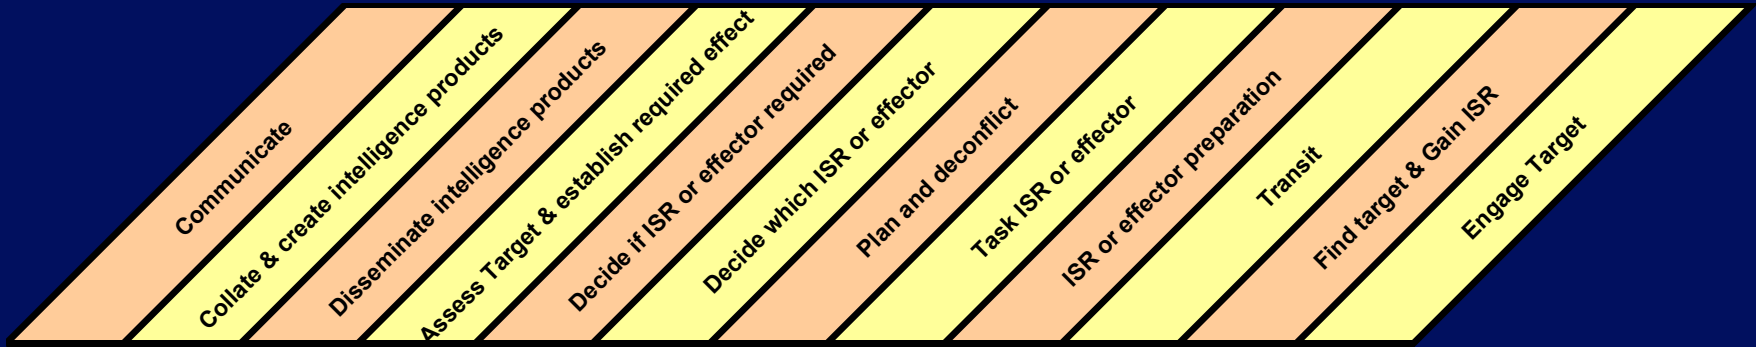 Communicate
Collate & create intelligence products
Disseminate intelligence products
Assess Target & establish required effect
Decide if ISR or effector required
Decide which ISR or effector
Plan and deconflict
Task ISR or effector
ISR or effector preparation
Transit
Find target & Gain ISR
Engage Target